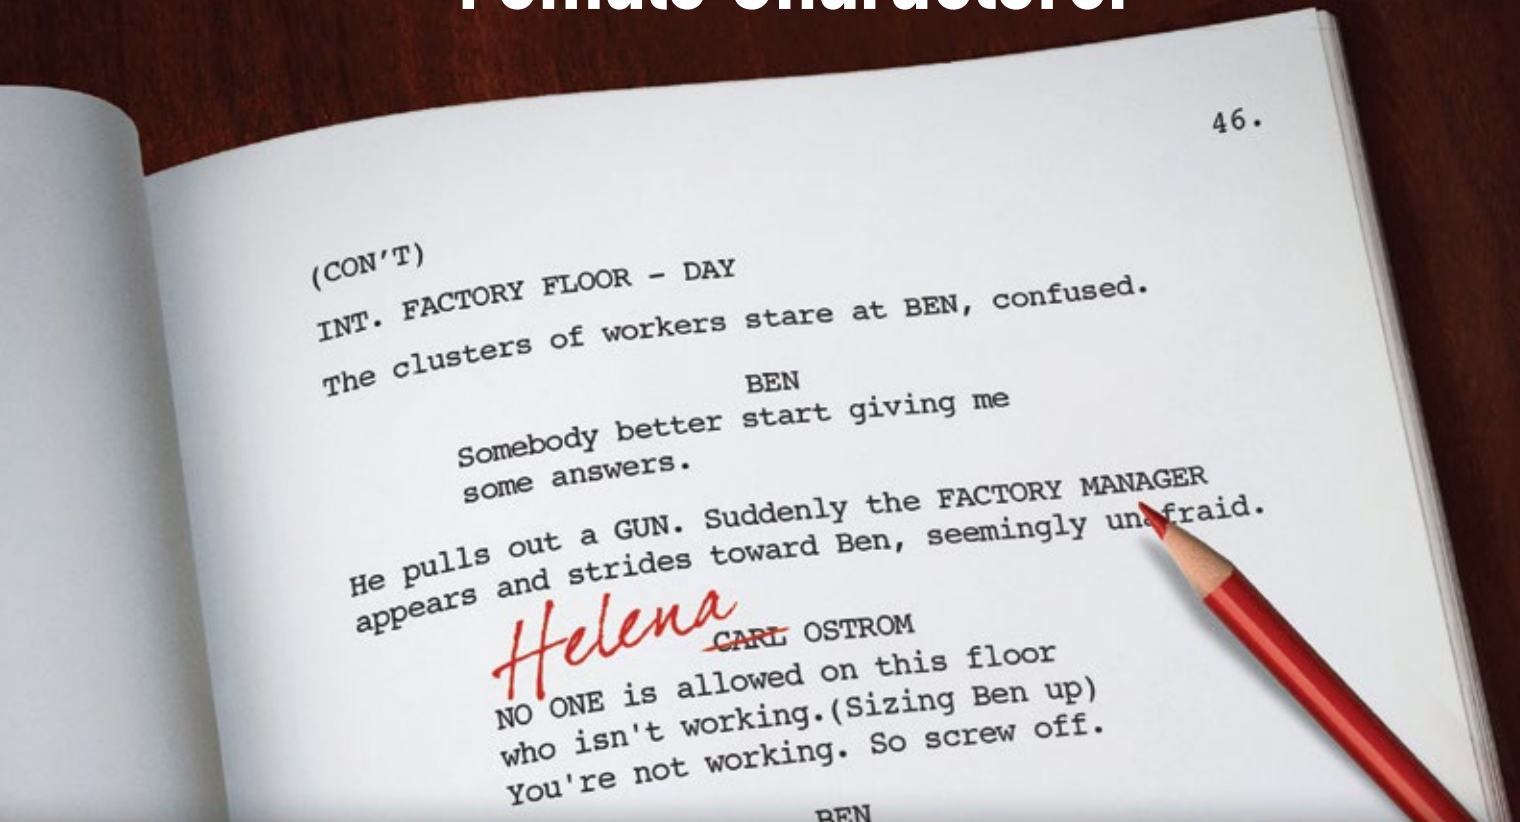 Female Characters.
46.
(CON'T)
INT. FACTORY FLOOR – DAY
The clusters of workers stare at BEN, confused.
BEN
Somebody better start giving me
some answers.
He pulls out a GUN. Suddenly the FACTORY MANAGER
appears and strides toward Ben, seemingly unafraid.
Helena CARL OSTROM
NO ONE is allowed on this floor
who isn't working.(Sizing Ben up)
You're not working. So screw off.
BEN